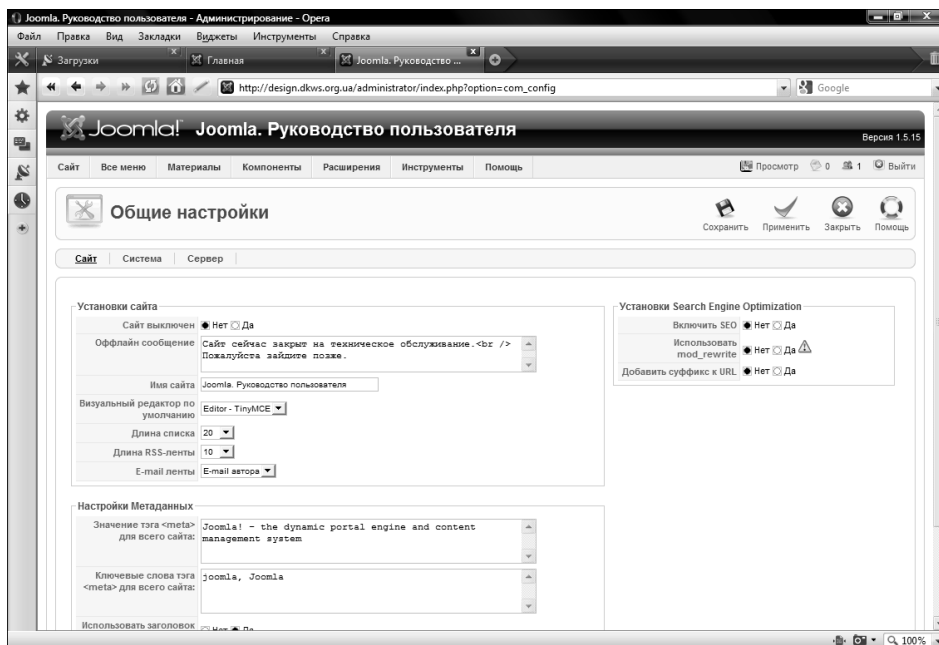 Joomla. Руководство пользователя - Администрирование - Opera
Файл Правка Вид Закладки Виджеты Инструменты Справка
Загрузки Главная Joomla. Руководство ...
http://design.dkws.org.ua/administrator/index.php?option=com_config Google
Joomla! Joomla. Руководство пользователя
Версия 1.5.15
Сайт Все меню Материалы Компоненты Расширения Инструменты Помощь Просмотр 0 1 Выйти
Общие настройки
Сохранить Применить Закрыть Помощь
Сайт Система Сервер
Установки сайта
Сайт выключен Нет Да
Оффлайн сообщение Сайт сейчас закрыт на техническое обслуживание.<br />
Пожалуйста зайдите позже.
Имя сайта Joomla. Руководство пользователя
Визуальный редактор по
умолчанию Editor - TinyMCE
Длина списка 20
Длина RSS-ленты 10
E-mail ленты E-mail автора
Установки Search Engine Optimization
Включить SEO Нет Да
Использовать
mod_rewrite Нет Да
Добавить суффикс к URL Нет Да
Настройки Метаданных
Значение тэга <meta>
для всего сайта: Joomla! - the dynamic portal engine and content
management system
Ключевые слова тэга
<meta> для всего сайта: joomla, Joomla
Использовать заголовок Нет Да
100%